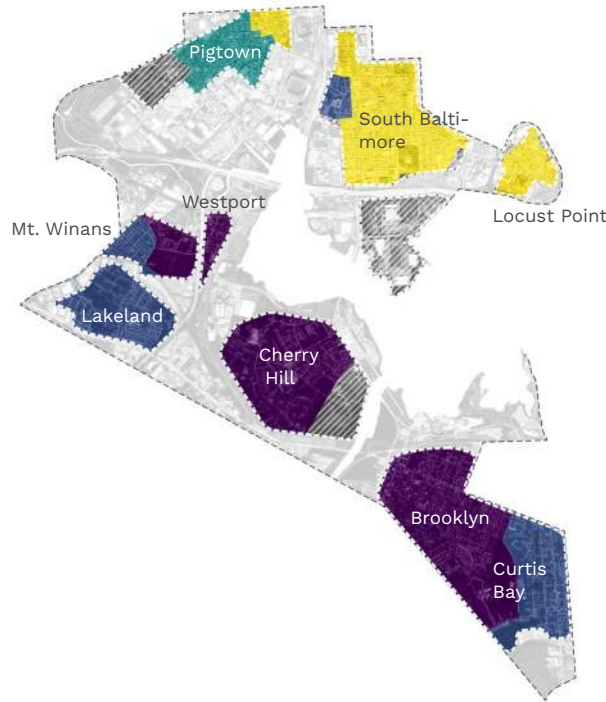 Pigtown
South Balti-
more
Locust Point
Westport
Mt. Winans
Lakeland
Cherry
Hill
Brooklyn
Curtis
Bay